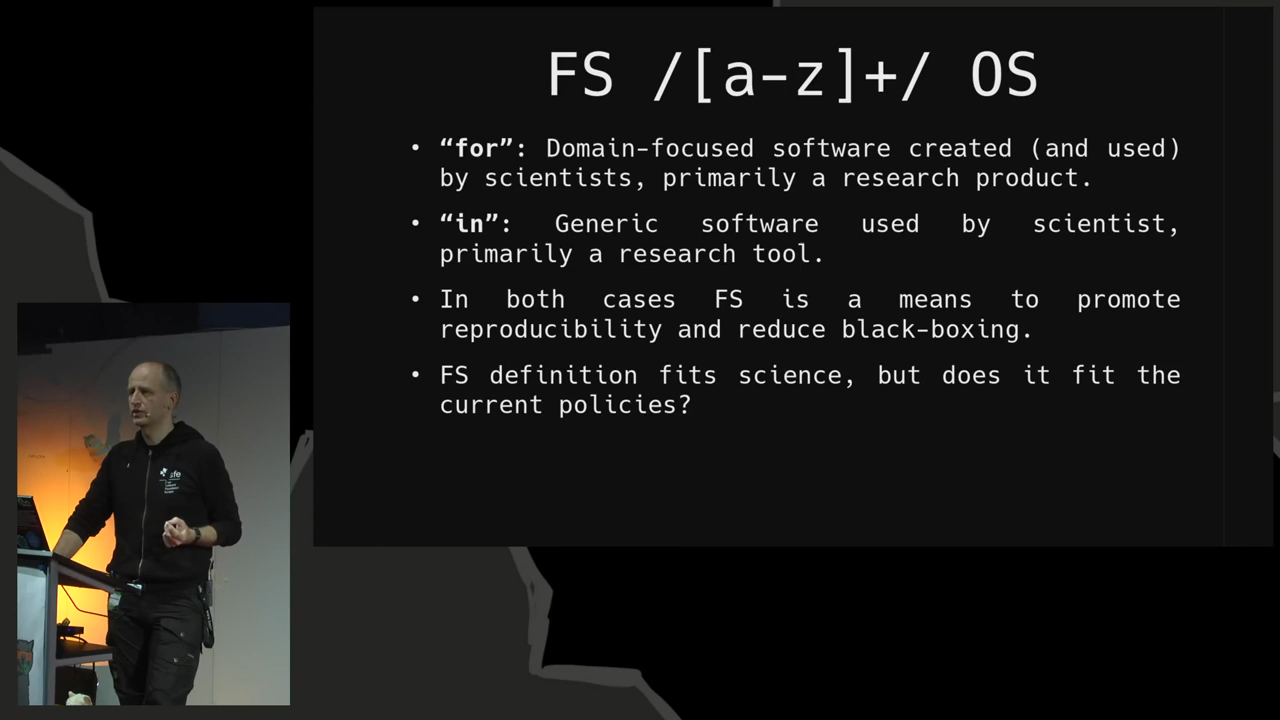 FS /[a-z]+/ OS
• “for”: Domain-focused software created (and used)
by scientists, primarily a research product.
• “in”: Generic software used by scientist,
primarily a research tool.
• In both cases FS is a means to promote
reproducibility and reduce black-boxing.
• FS definition fits science, but does it fit the
current policies?
sfe